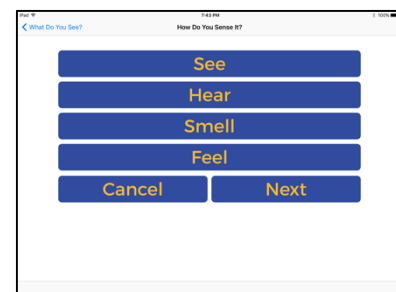 iPad 7:43 PM 100%
What Do You See? How Do You Sense It?
See
Hear
Smell
Feel
Cancel Next